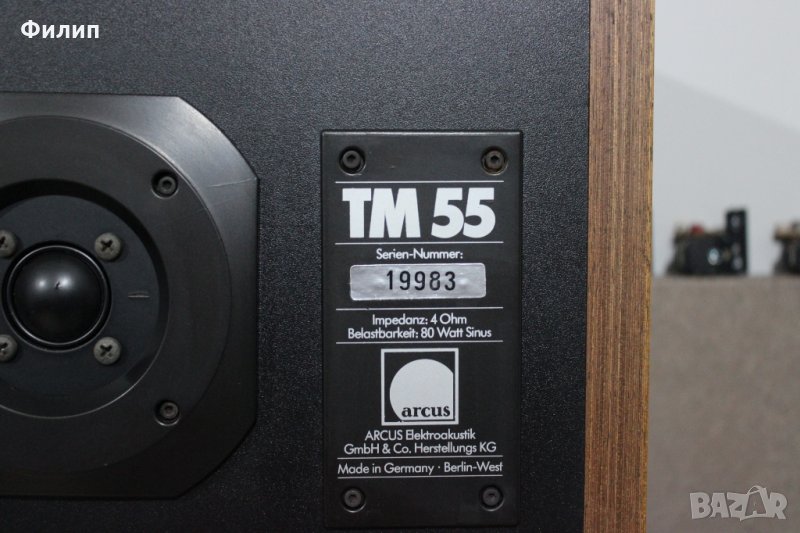 Филип
TM 55
Serien-Nummer:
19983
Impedanz: 4 Ohm
Belastbarkeit: 80 Watt Sinus
arcus
ARCUS Elektroakustik
GmbH & Co. Herstellungs KG
Made in Germany · Berlin-West
BAZAR